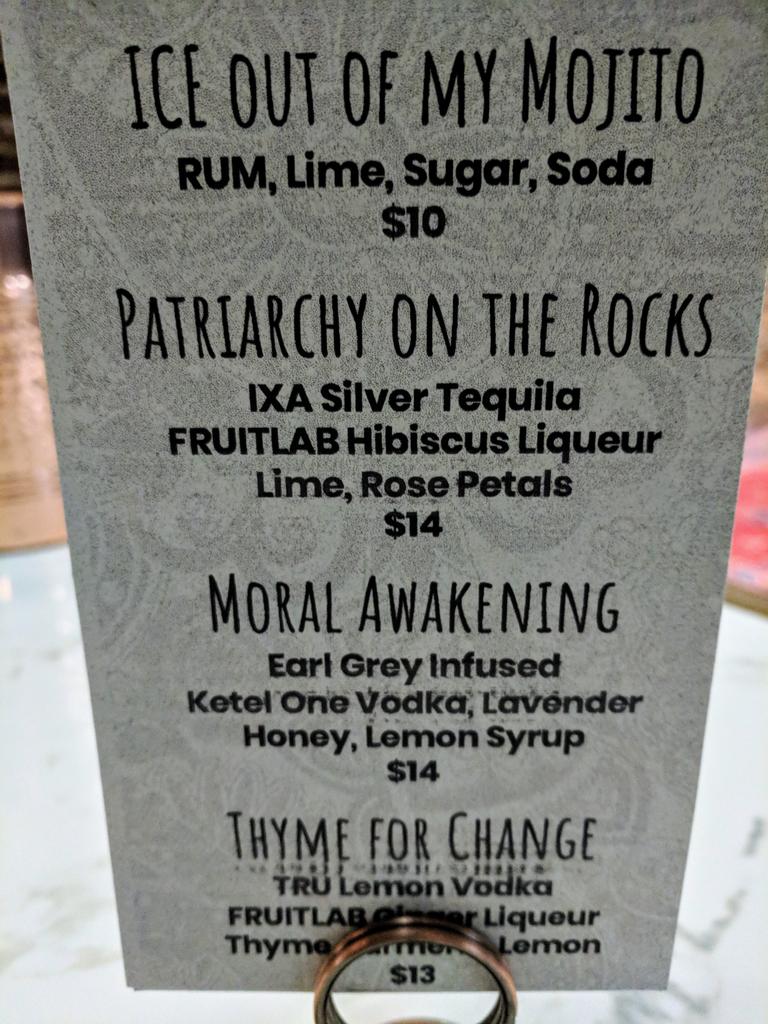 ICE OUT OF MY MOJITO
RUM, Lime, Sugar, Soda
$10
PATRIARCHY ON THE ROCKS
IXA Silver Tequila
FRUITLAB Hibiscus Liqueur
Lime, Rose Petals
$14
MORAL AWAKENING
Earl Grey Infused
Ketel One Vodka, Lavender
Honey, Lemon Syrup
$14
THYME FOR CHANGE
TRU Lemon Vodka
FRUITLAB Ginger Liqueur
Thyme Lemon
$13